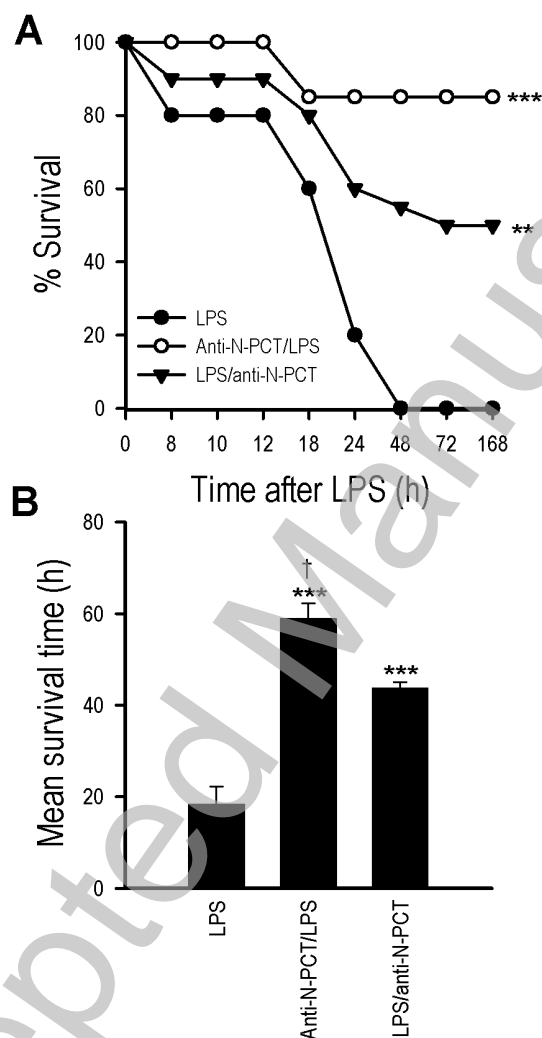 A
100
80
60
40
20
0
% Survival
***
**
LPS
Anti-N-PCT/LPS
LPS/anti-N-PCT
0 8 10 12 18 24 48 72 168
Time after LPS (h)
B
80
60
40
20
0
Mean survival time (h)
†
***
***
LPS
Anti-N-PCT/LPS
LPS/anti-N-PCT